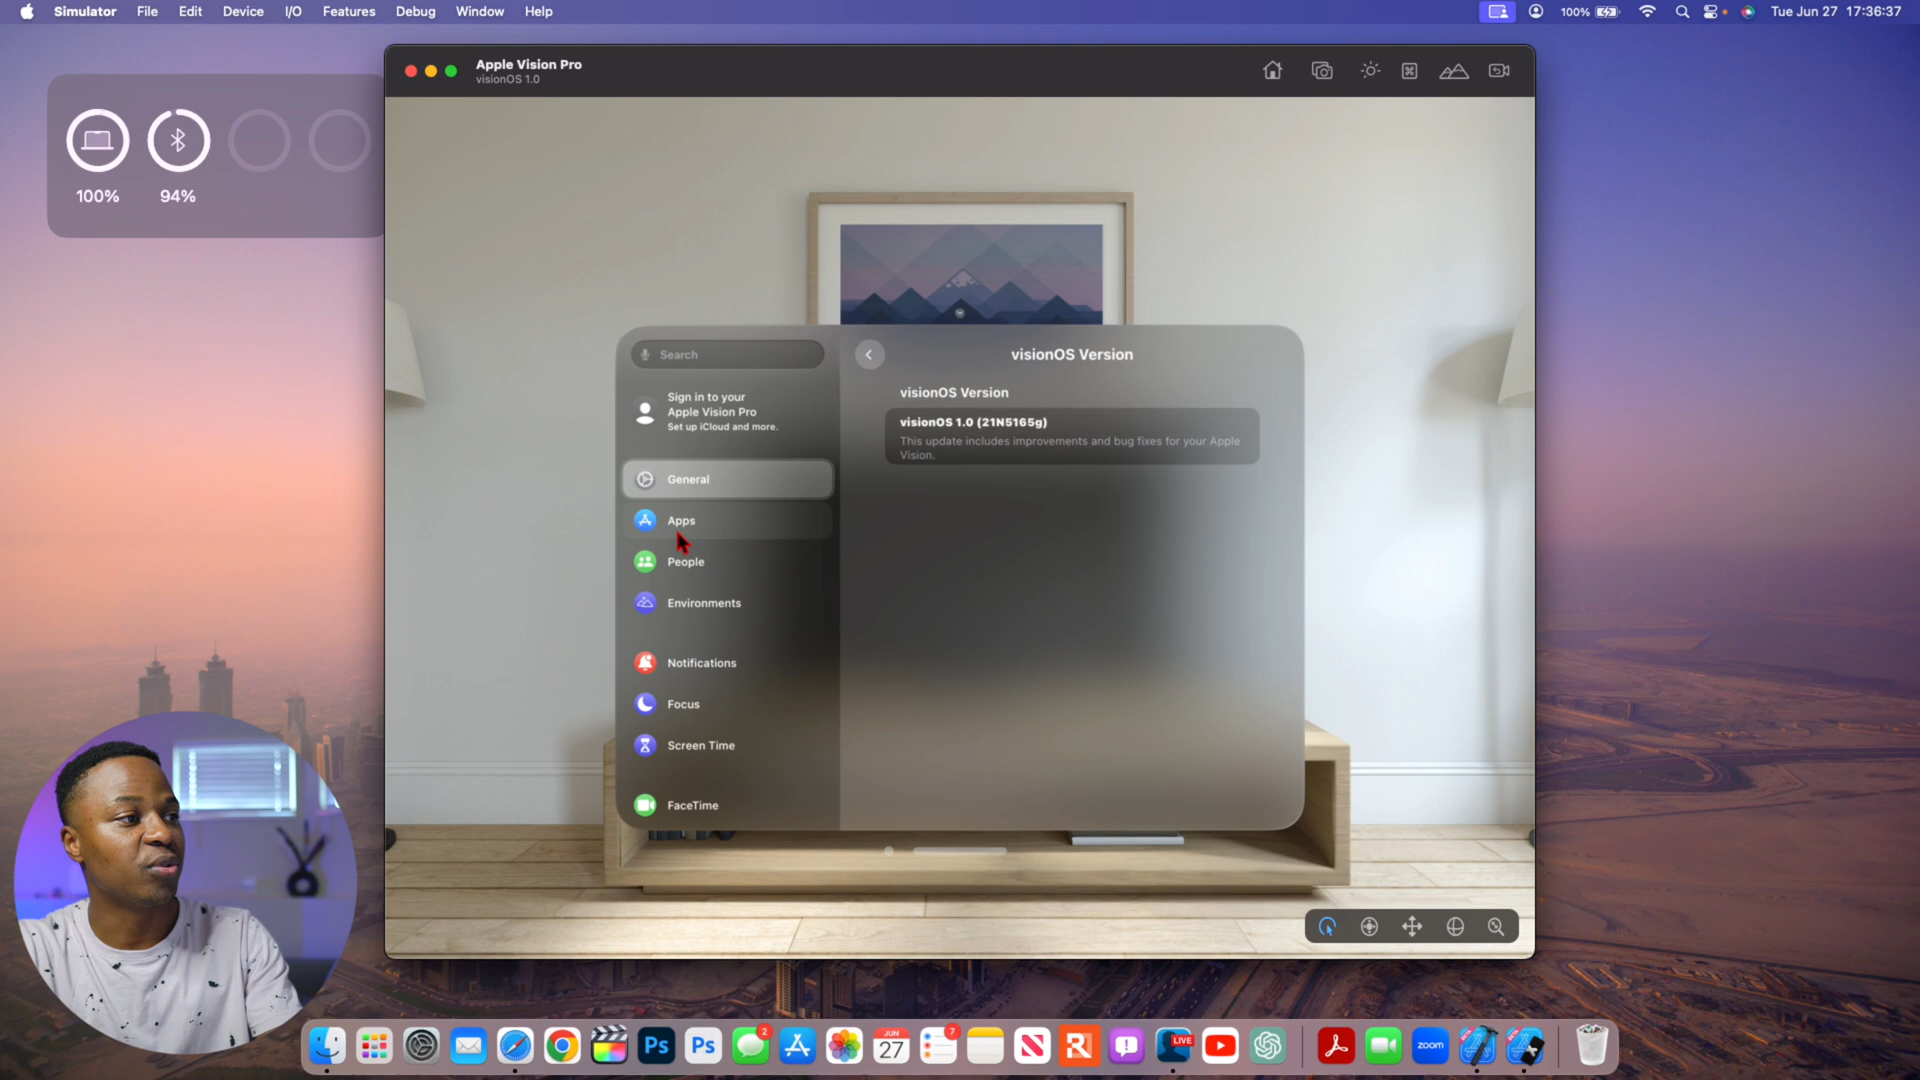 Simulator File Edit Device I/O Features Debug Window Help
100% Tue Jun 27 17:36:37
Apple Vision Pro
visionOS 1.0
100% 94%
Search
Sign in to your
Apple Vision Pro
Set up iCloud and more.
General
Apps
People
Environments
Notifications
Focus
Screen Time
FaceTime
visionOS Version
visionOS Version
visionOS 1.0 (21N5165g)
This update includes improvements and bug fixes for your Apple
Vision.
Ps
Ps
2
JUN
27
7
LIVE
zoom